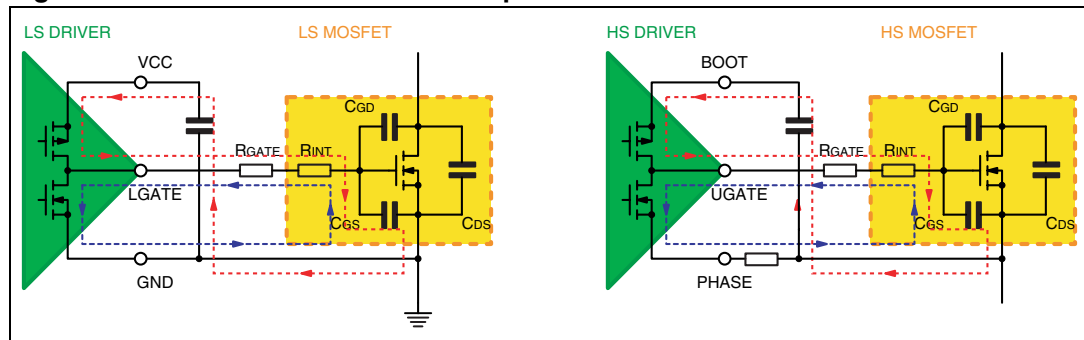 LS DRIVER
LS MOSFET
VCC
CGD
RGATE
RINT
LGATE
CGS
CDS
GND
HS DRIVER
HS MOSFET
BOOT
CGD
RGATE
RINT
UGATE
CGS
CDS
PHASE